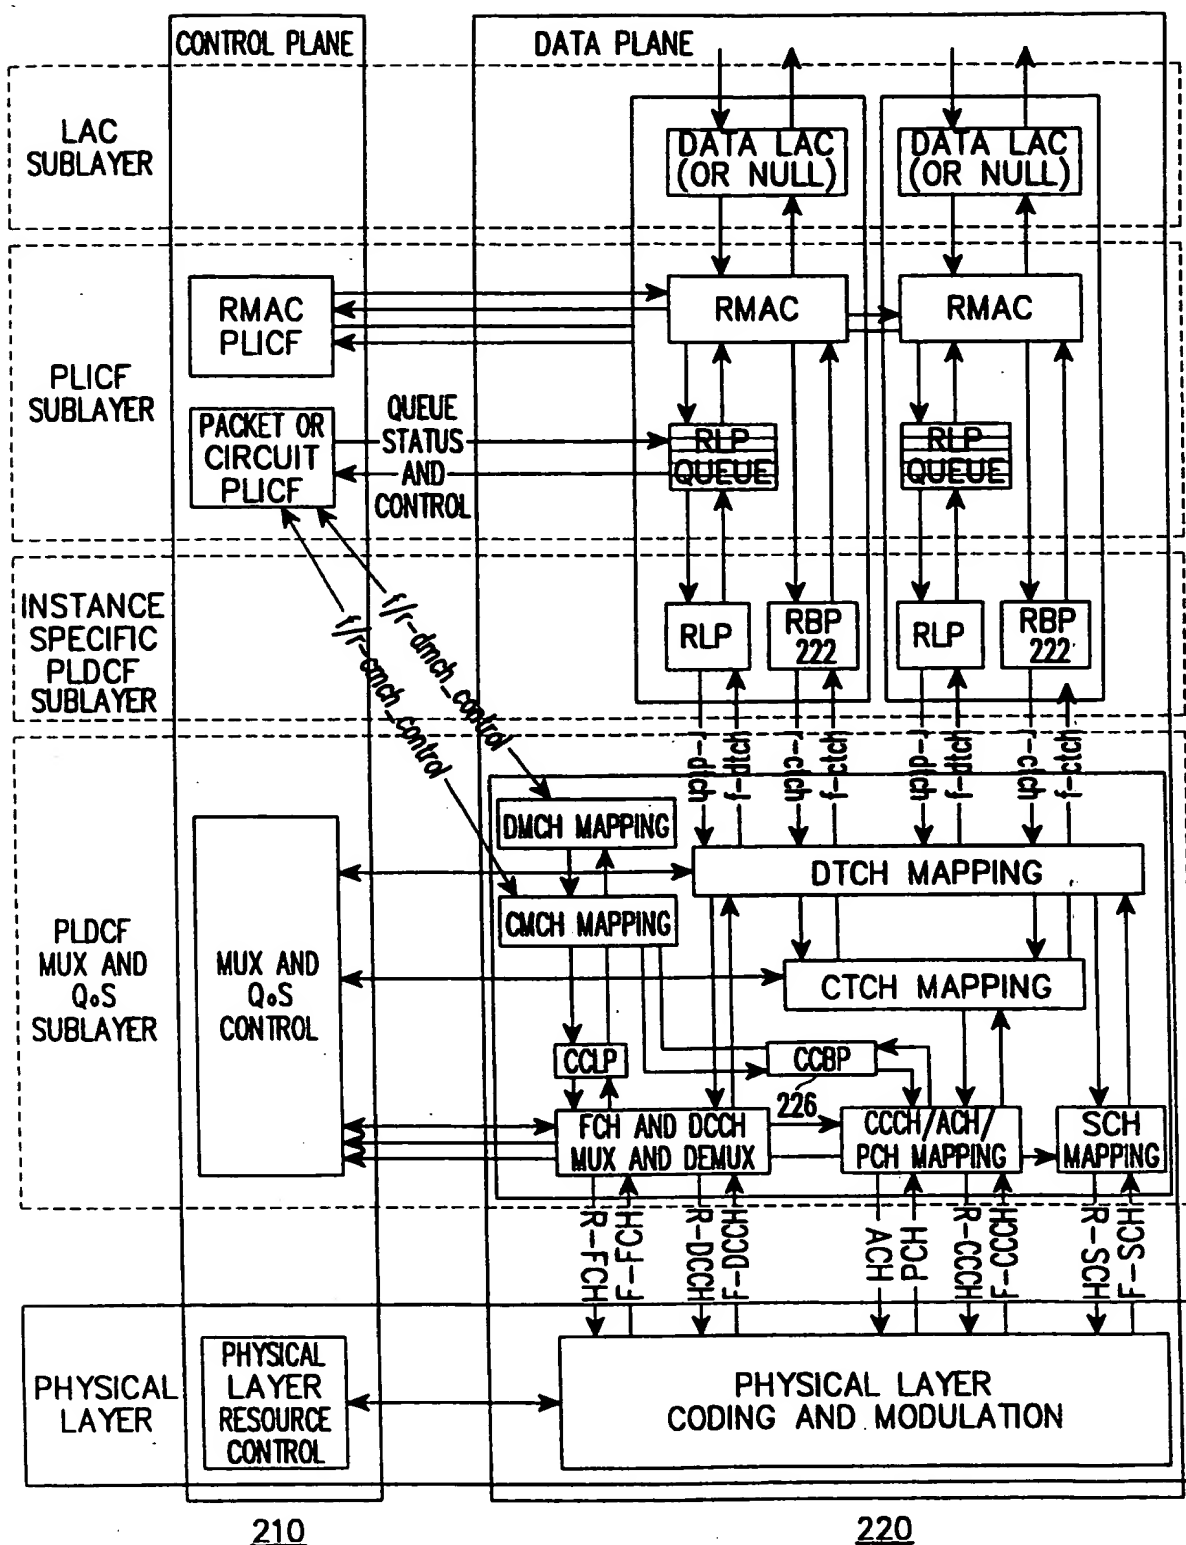 CONTROL PLANE
DATA PLANE
LAC
SUBLAYER
DATA LAC
(OR NULL)
DATA LAC
(OR NULL)
PLICF
SUBLAYER
RMAC
PLICF
RMAC
RMAC
PACKET OR
CIRCUIT
PLICF
QUEUE
STATUS
AND
CONTROL
RLP
QUEUE
RLP
QUEUE
INSTANCE
SPECIFIC
PLDCF
SUBLAYER
f/r-dmch_control
f/r-cmch_control
RLP
RBP
222
RLP
RBP
222
r-dtch
f-dtch
r-ctch
f-ctch
r-dtch
f-dtch
r-ctch
f-ctch
PLDCF
MUX AND
QoS
SUBLAYER
MUX AND
QoS
CONTROL
DMCH MAPPING
DTCH MAPPING
CMCH MAPPING
CTCH MAPPING
CCLP
CCBP
226
FCH AND DCCH
MUX AND DEMUX
CCCH/ACH/
PCH MAPPING
SCH
MAPPING
R-FCH
F-FCH
R-DCCH
F-DCCH
ACH
PCH
R-CCCH
F-CCCH
R-SCH
F-SCH
PHYSICAL
LAYER
PHYSICAL
LAYER
RESOURCE
CONTROL
PHYSICAL LAYER
CODING AND MODULATION
210
220